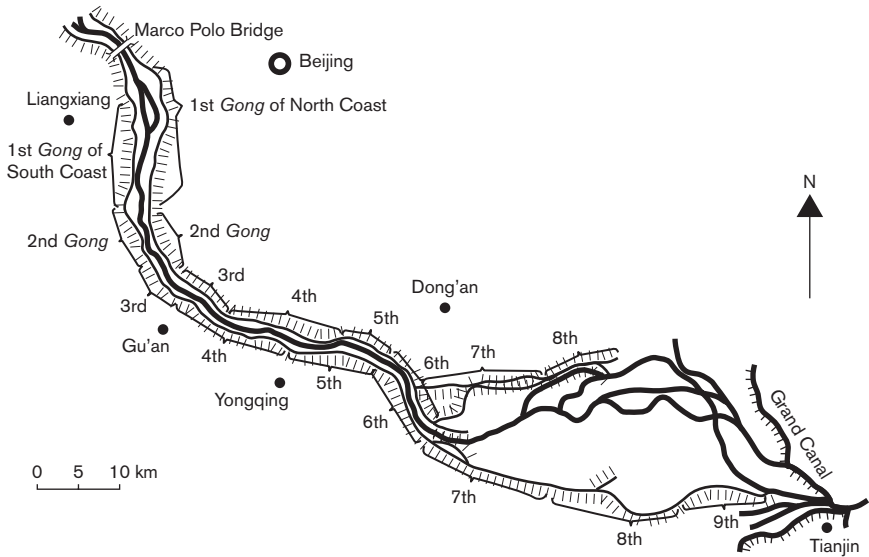 Marco Polo Bridge
Beijing
Liangxiang
1st Gong of North Coast
1st Gong of
South Coast
N
2nd Gong
2nd Gong
3rd
Dong'an
4th
3rd
5th
Gu'an
4th
6th
7th
8th
5th
Yongqing
6th
Grand Canal
0 5 10 km
7th
9th
8th
Tianjin